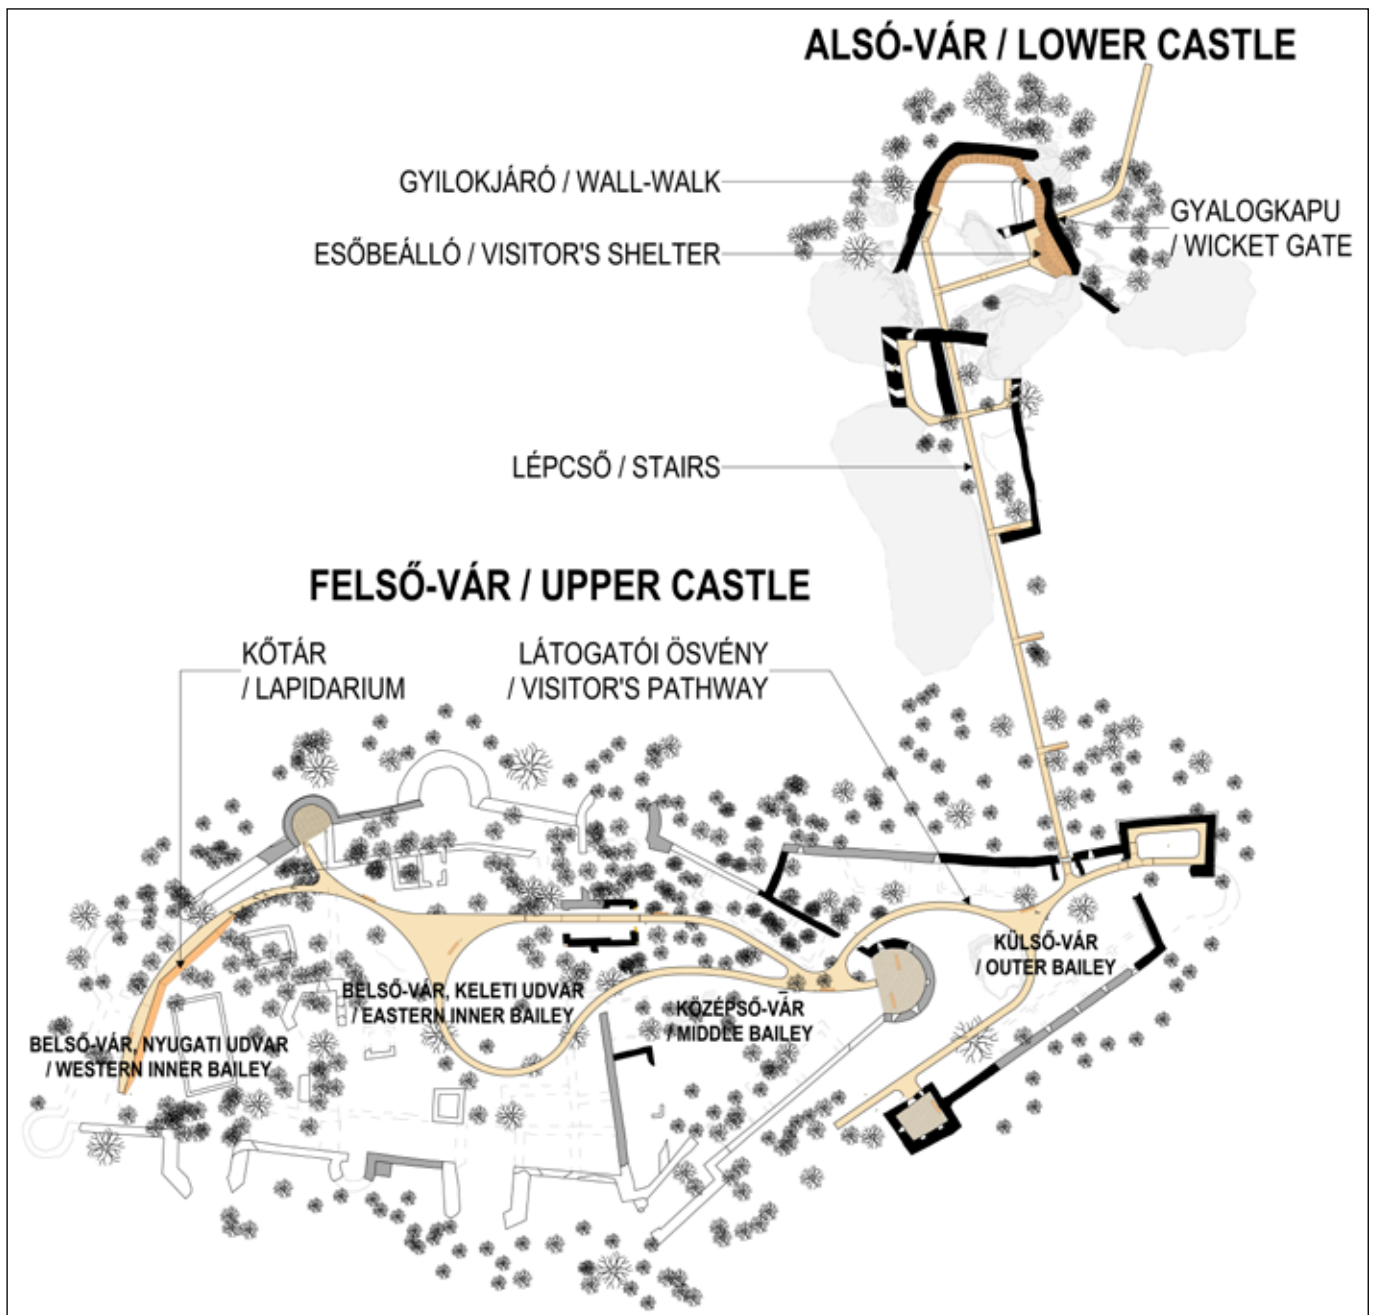 ALSÓ-VÁR / LOWER CASTLE
GYILOKJÁRÓ / WALL-WALK
GYALOGKAPU
/ WICKET GATE
ESŐBEÁLLÓ / VISITOR'S SHELTER
LÉPCSŐ / STAIRS
FELSŐ-VÁR / UPPER CASTLE
KŐTÁR
/ LAPIDARIUM
LÁTOGATÓI ÖSVÉNY
/ VISITOR'S PATHWAY
KÜLSŐ-VÁR
/ OUTER BAILEY
BELSŐ-VÁR, KELETI UDVAR
/ EASTERN INNER BAILEY
KÖZÉPSŐ-VÁR
/ MIDDLE BAILEY
BELSŐ-VÁR, NYUGATI UDVAR
/ WESTERN INNER BAILEY